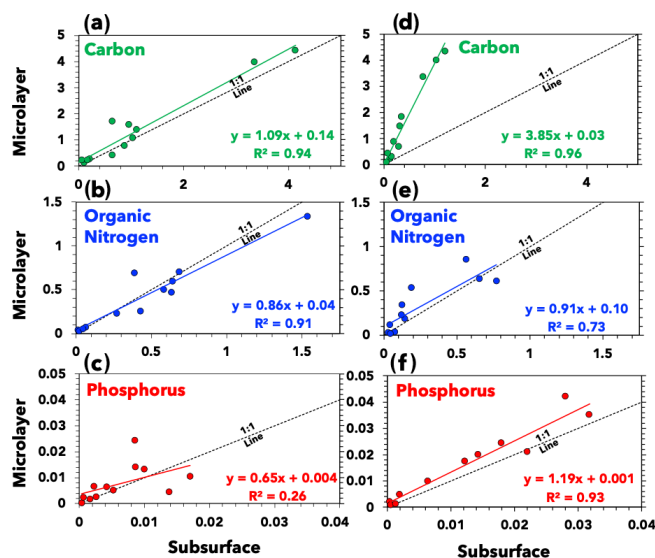 (a)
Carbon
1:1
Line
y = 1.09x + 0.14
R² = 0.94
Microlayer
5
4
3
2
1
0
0
2
4
(d)
Carbon
1:1
Line
y = 3.85x + 0.03
R² = 0.96
5
4
3
2
1
0
0
2
4
(b)
Organic
Nitrogen
1:1
Line
y = 0.86x + 0.04
R² = 0.91
Microlayer
1.5
1
0.5
0
0
0.5
1
1.5
(e)
Organic
Nitrogen
1:1
Line
y = 0.91x + 0.10
R² = 0.73
1.5
1
0.5
0
0
0.5
1
1.5
(c)
Phosphorus
1:1
Line
y = 0.65x + 0.004
R² = 0.26
Microlayer
0.05
0.04
0.03
0.02
0.01
0
0
0.01
0.02
0.03
0.04
Subsurface
(f)
Phosphorus
1:1
Line
y = 1.19x + 0.001
R² = 0.93
0.05
0.04
0.03
0.02
0.01
0
0.00
0.01
0.02
0.03
0.04
Subsurface